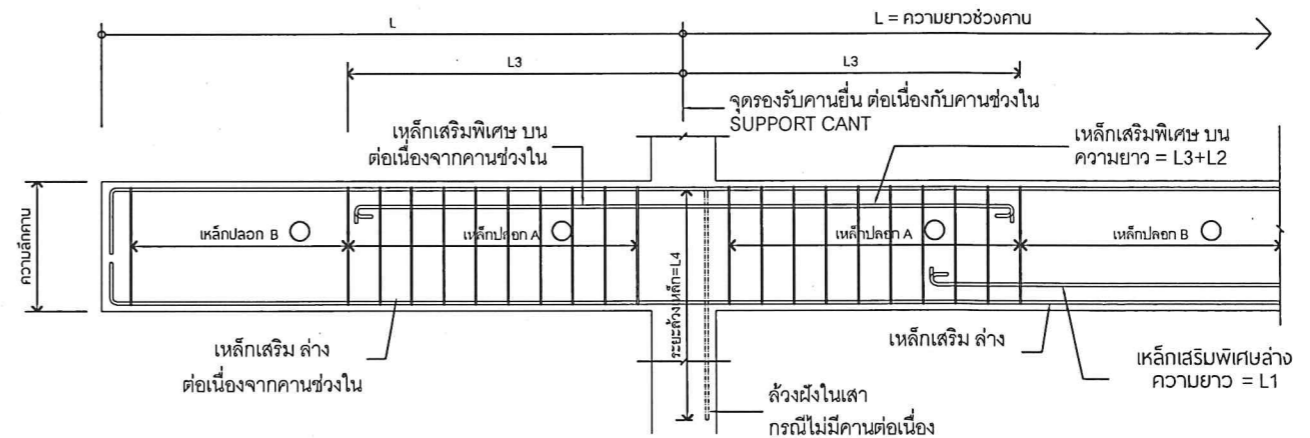 L
L = ความยาวช่วงคาน
L3
L3
จุดรองรับคานยื่น ต่อเนื่องกับคานช่วงใน
SUPPORT CANT
เหล็กเสริมพิเศษ บน
ต่อเนื่องจากคานช่วงใน
เหล็กเสริมพิเศษ บน
ความยาว = L3+L2
ความลึกคาน
เหล็กปลอก B
เหล็กปลอก A
เหล็กปลอก A
เหล็กปลอก B
ระยะล้วงเหล็ก=L4
เหล็กเสริม ล่าง
ต่อเนื่องจากคานช่วงใน
เหล็กเสริม ล่าง
เหล็กเสริมพิเศษล่าง
ความยาว = L1
ล้วงฝังในเสา
กรณีไม่มีคานต่อเนื่อง